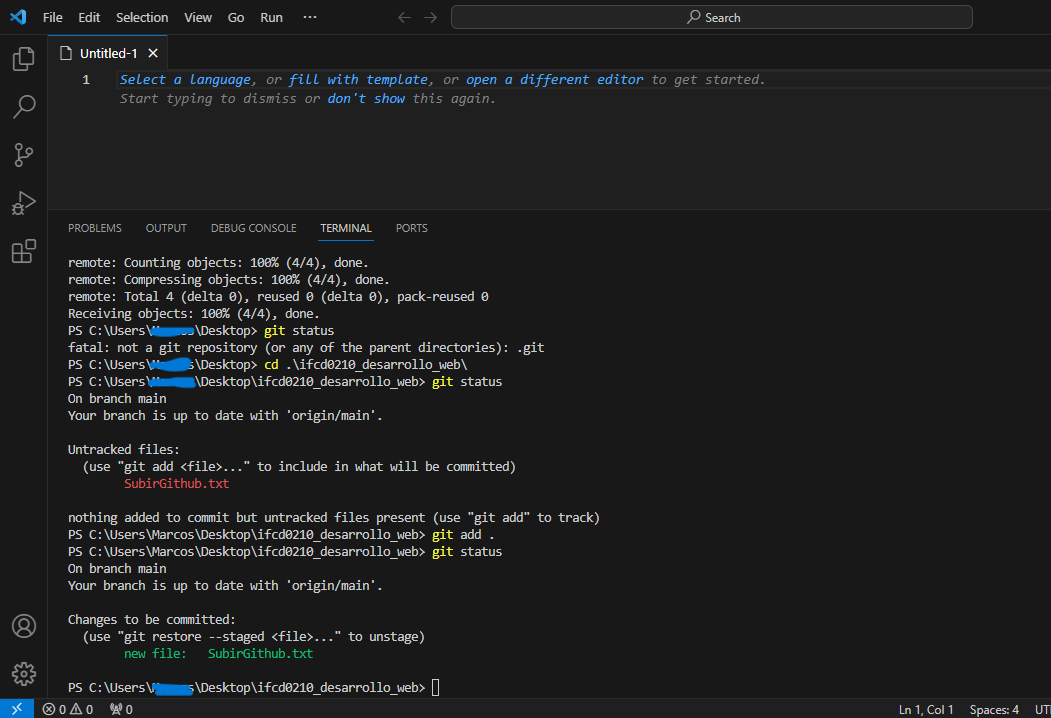 File Edit Selection View Go Run ···
Search
Untitled-1
1 Select a language, or fill with template, or open a different editor to get started.
Start typing to dismiss or don't show this again.
PROBLEMS OUTPUT DEBUG CONSOLE TERMINAL PORTS
remote: Counting objects: 100% (4/4), done.
remote: Compressing objects: 100% (4/4), done.
remote: Total 4 (delta 0), reused 0 (delta 0), pack-reused 0
Receiving objects: 100% (4/4), done.
PS C:\Users\ \Desktop> git status
fatal: not a git repository (or any of the parent directories): .git
PS C:\Users\ \Desktop> cd .\ifcd0210_desarrollo_web\
PS C:\Users\ \Desktop\ifcd0210_desarrollo_web> git status
On branch main
Your branch is up to date with 'origin/main'.
Untracked files:
(use "git add <file>..." to include in what will be committed)
SubirGithub.txt
nothing added to commit but untracked files present (use "git add" to track)
PS C:\Users\Marcos\Desktop\ifcd0210_desarrollo_web> git add .
PS C:\Users\Marcos\Desktop\ifcd0210_desarrollo_web> git status
On branch main
Your branch is up to date with 'origin/main'.
Changes to be committed:
(use "git restore --staged <file>..." to unstage)
new file: SubirGithub.txt
PS C:\Users\ \Desktop\ifcd0210_desarrollo_web>
0 0 0 Ln 1, Col 1 Spaces: 4 UT